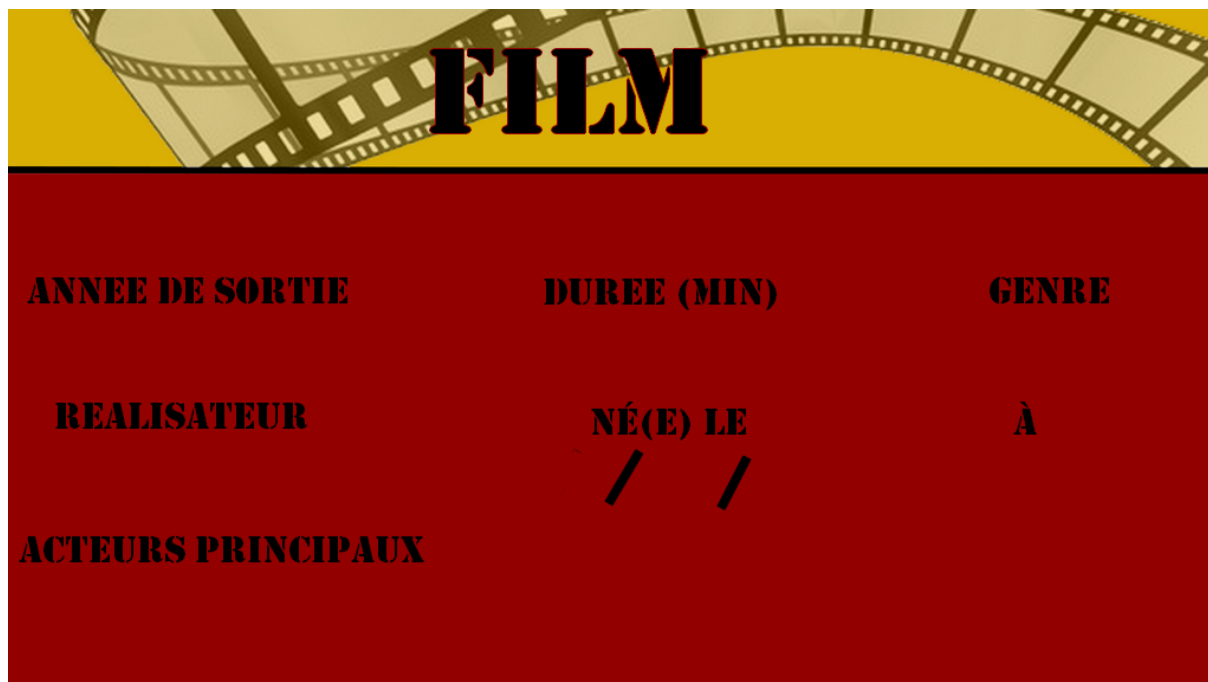 FILM
ANNEE DE SORTIE DUREE (MIN) GENRE
REALISATEUR NÉ(E) LE À
/ /
ACTEURS PRINCIPAUX